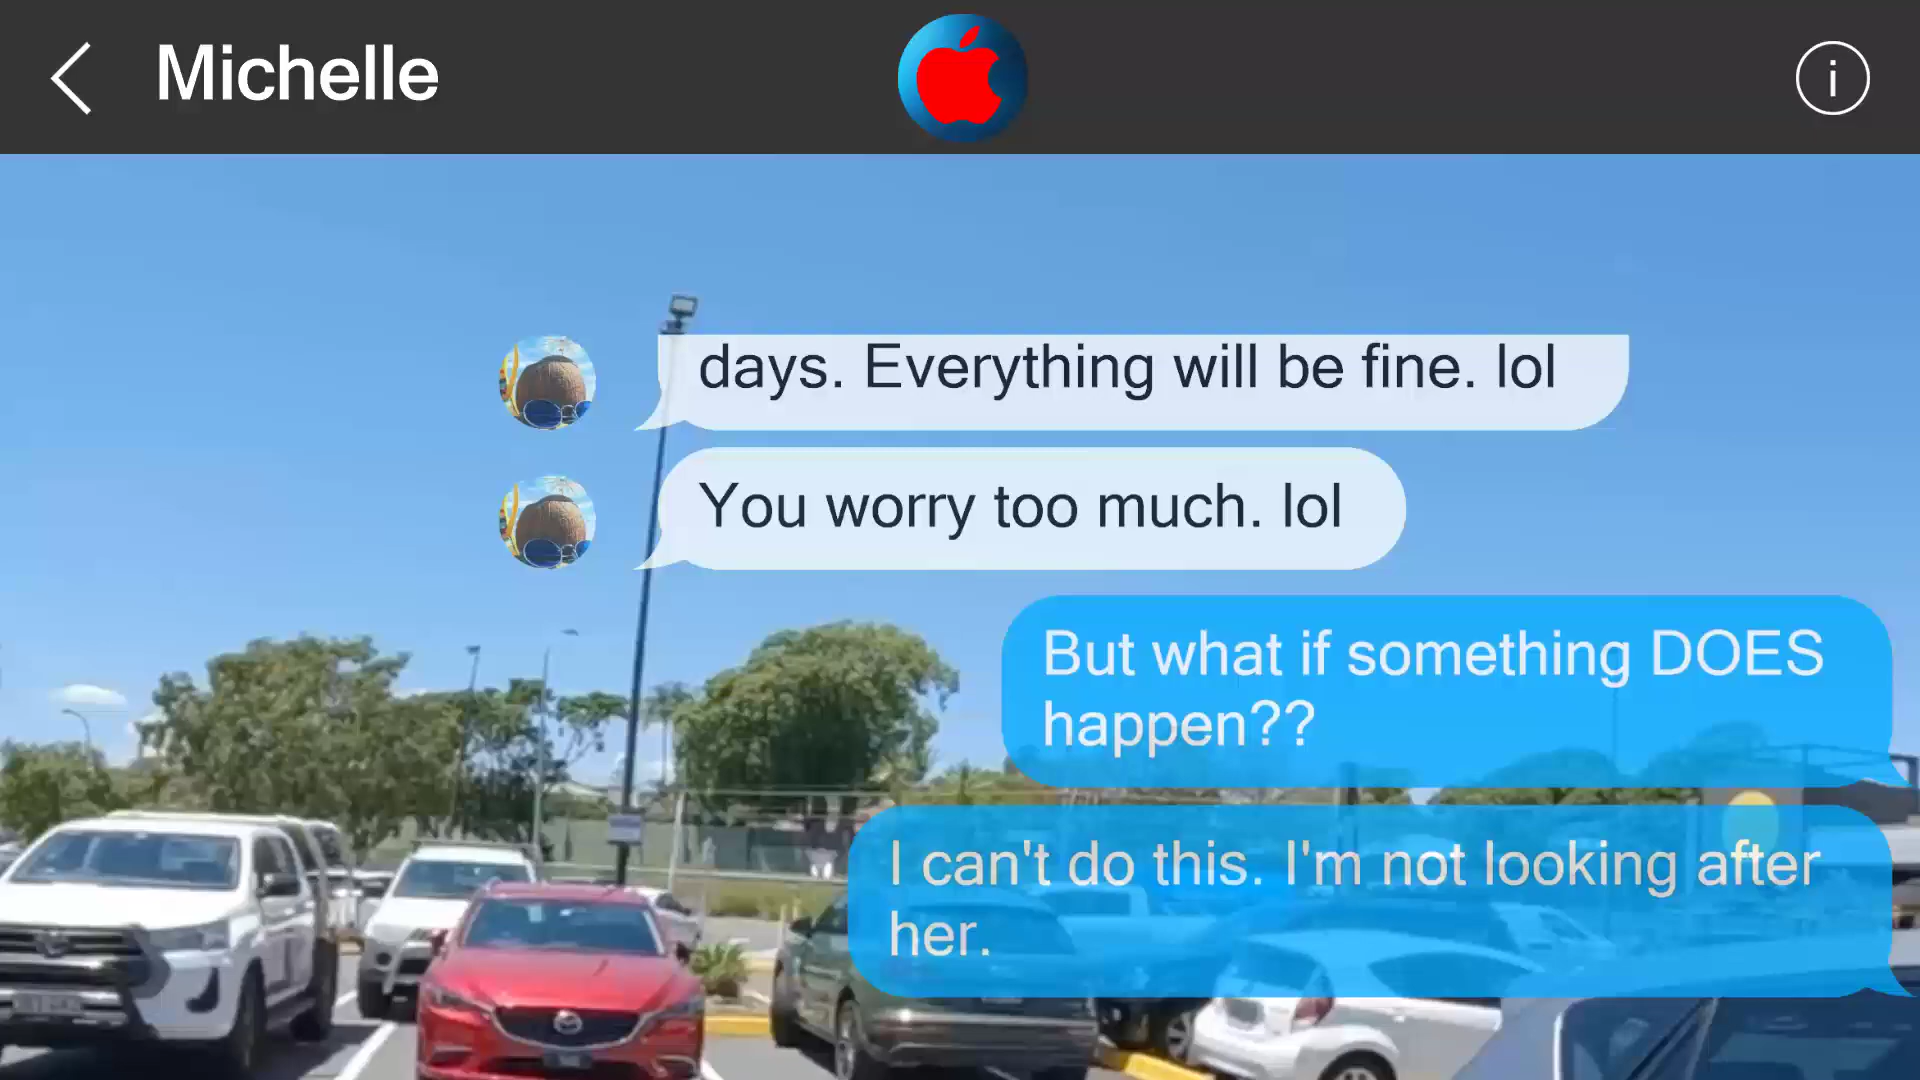 Michelle
i
days. Everything will be fine. lol
You worry too much. lol
But what if something DOES
happen??
I can't do this. I'm not looking after
her.